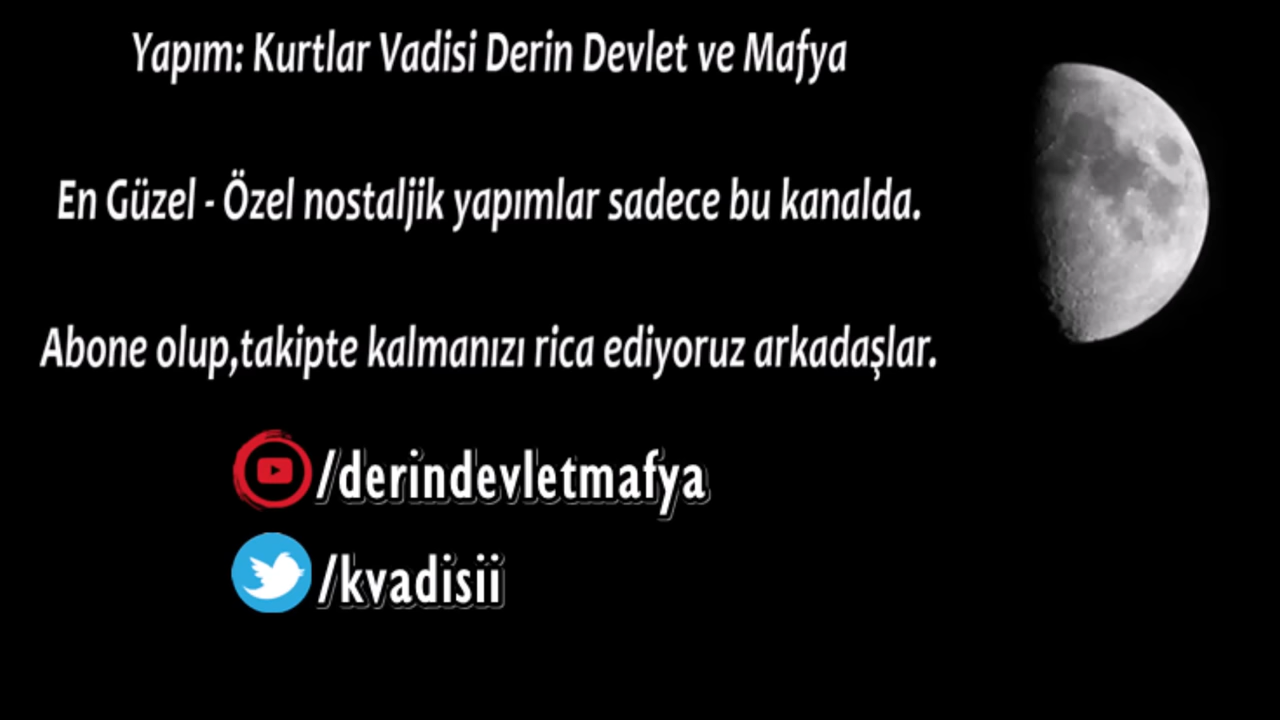 Yapım: Kurtlar Vadisi Derin Devlet ve Mafya
En Güzel - Özel nostaljik yapımlar sadece bu kanalda.
Abone olup,takipte kalmanızı rica ediyoruz arkadaşlar.
/derindevletmafya
/kvadisii